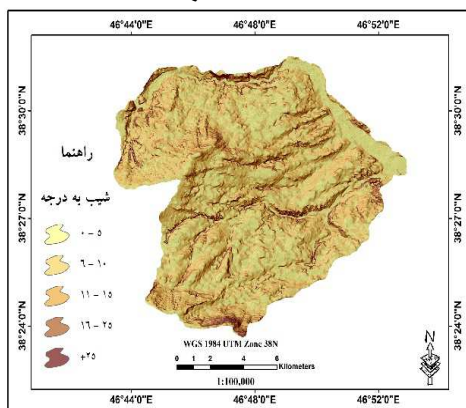 46°44'0"E 46°48'0"E 46°52'0"E
38°30'0"N 38°30'0"N
راهنما
شیب به درجه
۰ - ۵
۶ - ۱۰
۱۱ - ۱۵
۱۶ - ۲۵
+۲۵
38°27'0"N 38°27'0"N
38°24'0"N 38°24'0"N
WGS 1984 UTM Zone 38N
0 1 2 4 6
Kilometers
1:100,000
N
46°44'0"E 46°48'0"E 46°52'0"E